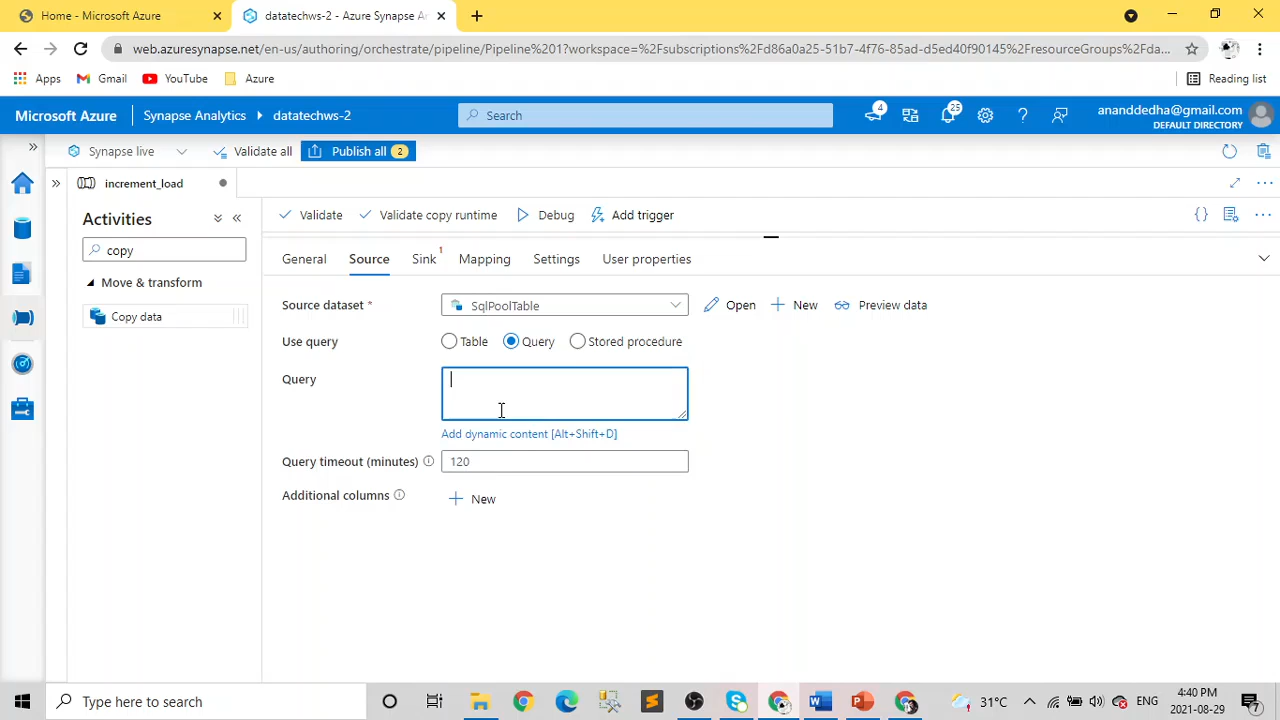 Home - Microsoft Azure
datatechws-2 - Azure Synapse An
web.azuresynapse.net/en-us/authoring/orchestrate/pipeline/Pipeline%201?workspace=%2Fsubscriptions%2Fd86a0a25-51b7-4f76-85ad-d5ed40f90145%2FresourceGroups%2Fda...
Apps
Gmail
YouTube
Azure
Reading list
Microsoft Azure
Synapse Analytics
datatechws-2
Search
4
25
ananddedha@gmail.com
DEFAULT DIRECTORY
Synapse live
Validate all
Publish all
2
increment_load
Activities
copy
Move & transform
Copy data
Validate
Validate copy runtime
Debug
Add trigger
General
Source
Sink 1
Mapping
Settings
User properties
Source dataset *
SqlPoolTable
Open
New
Preview data
Use query
Table
Query
Stored procedure
Query
Add dynamic content [Alt+Shift+D]
Query timeout (minutes)
120
Additional columns
New
Type here to search
31°C
ENG
4:40 PM
2021-08-29
7